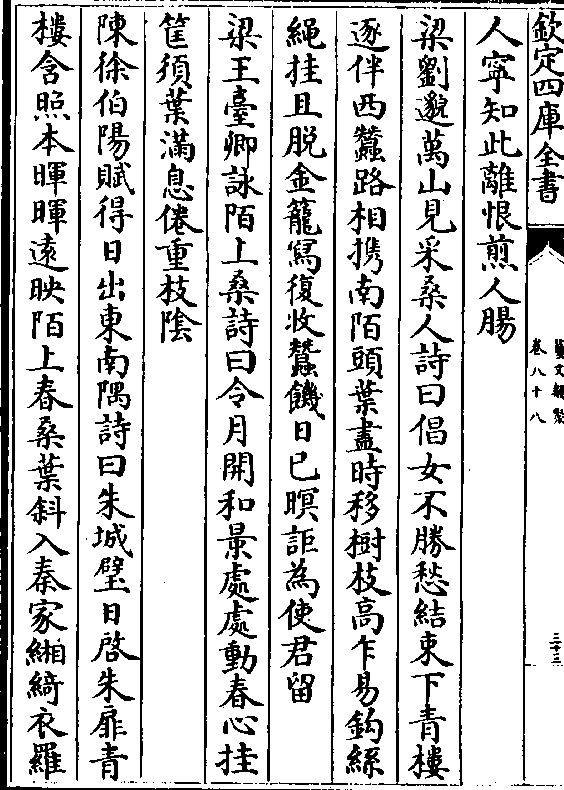 欽定四庫全書
藝文類聚
卷八十八
三十三
人寧知此離恨煎人腸
梁劉邈萬山見采桑人詩曰倡女不勝愁結束下青樓
逐伴西蠶路相携南陌頭葉盡時移樹枝高乍易鈎絲
繩挂且脱金籠寫復收蠶饑日已暝詎為使君留
梁王臺卿詠陌上桑詩曰令月開和景處處動春心挂
筐須葉滿息倦重枝陰
陳徐伯陽賦得日出東南隅詩曰朱城璧日啓朱扉青
樓含照本暉暉遠映陌上春桑葉斜入秦家緗綺衣羅